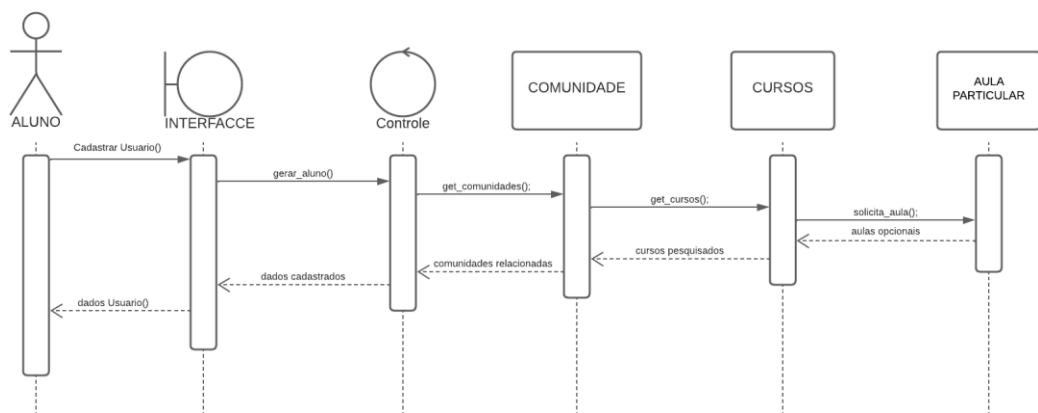 ALUNO
INTERFACCE
Controle
COMUNIDADE
CURSOS
AULA
PARTICULAR
Cadastrar Usuario()
gerar_aluno()
get_comunidades();
get_cursos();
solicita_aula();
aulas opcionais
cursos pesquisados
comunidades relacionadas
dados cadastrados
dados Usuario()